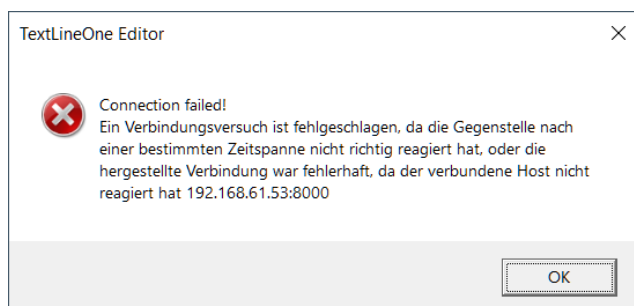 TextLineOne Editor
Connection failed!
Ein Verbindungsversuch ist fehlgeschlagen, da die Gegenstelle nach
einer bestimmten Zeitspanne nicht richtig reagiert hat, oder die
hergestellte Verbindung war fehlerhaft, da der verbundene Host nicht
reagiert hat 192.168.61.53:8000
OK